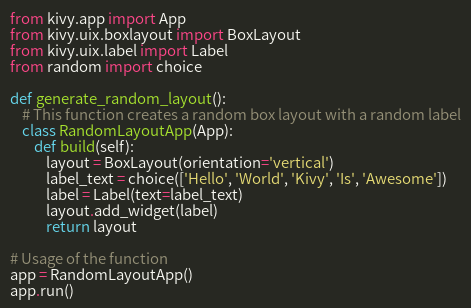 from kivy.app import App
from kivy.uix.boxlayout import BoxLayout
from kivy.uix.label import Label
from random import choice

def generate_random_layout():
    # This function creates a random box layout with a random label
    class RandomLayoutApp(App):
        def build(self):
            layout = BoxLayout(orientation='vertical')
            label_text = choice(['Hello', 'World', 'Kivy', 'Is', 'Awesome'])
            label = Label(text=label_text)
            layout.add_widget(label)
            return layout

# Usage of the function
app = RandomLayoutApp()
app.run()